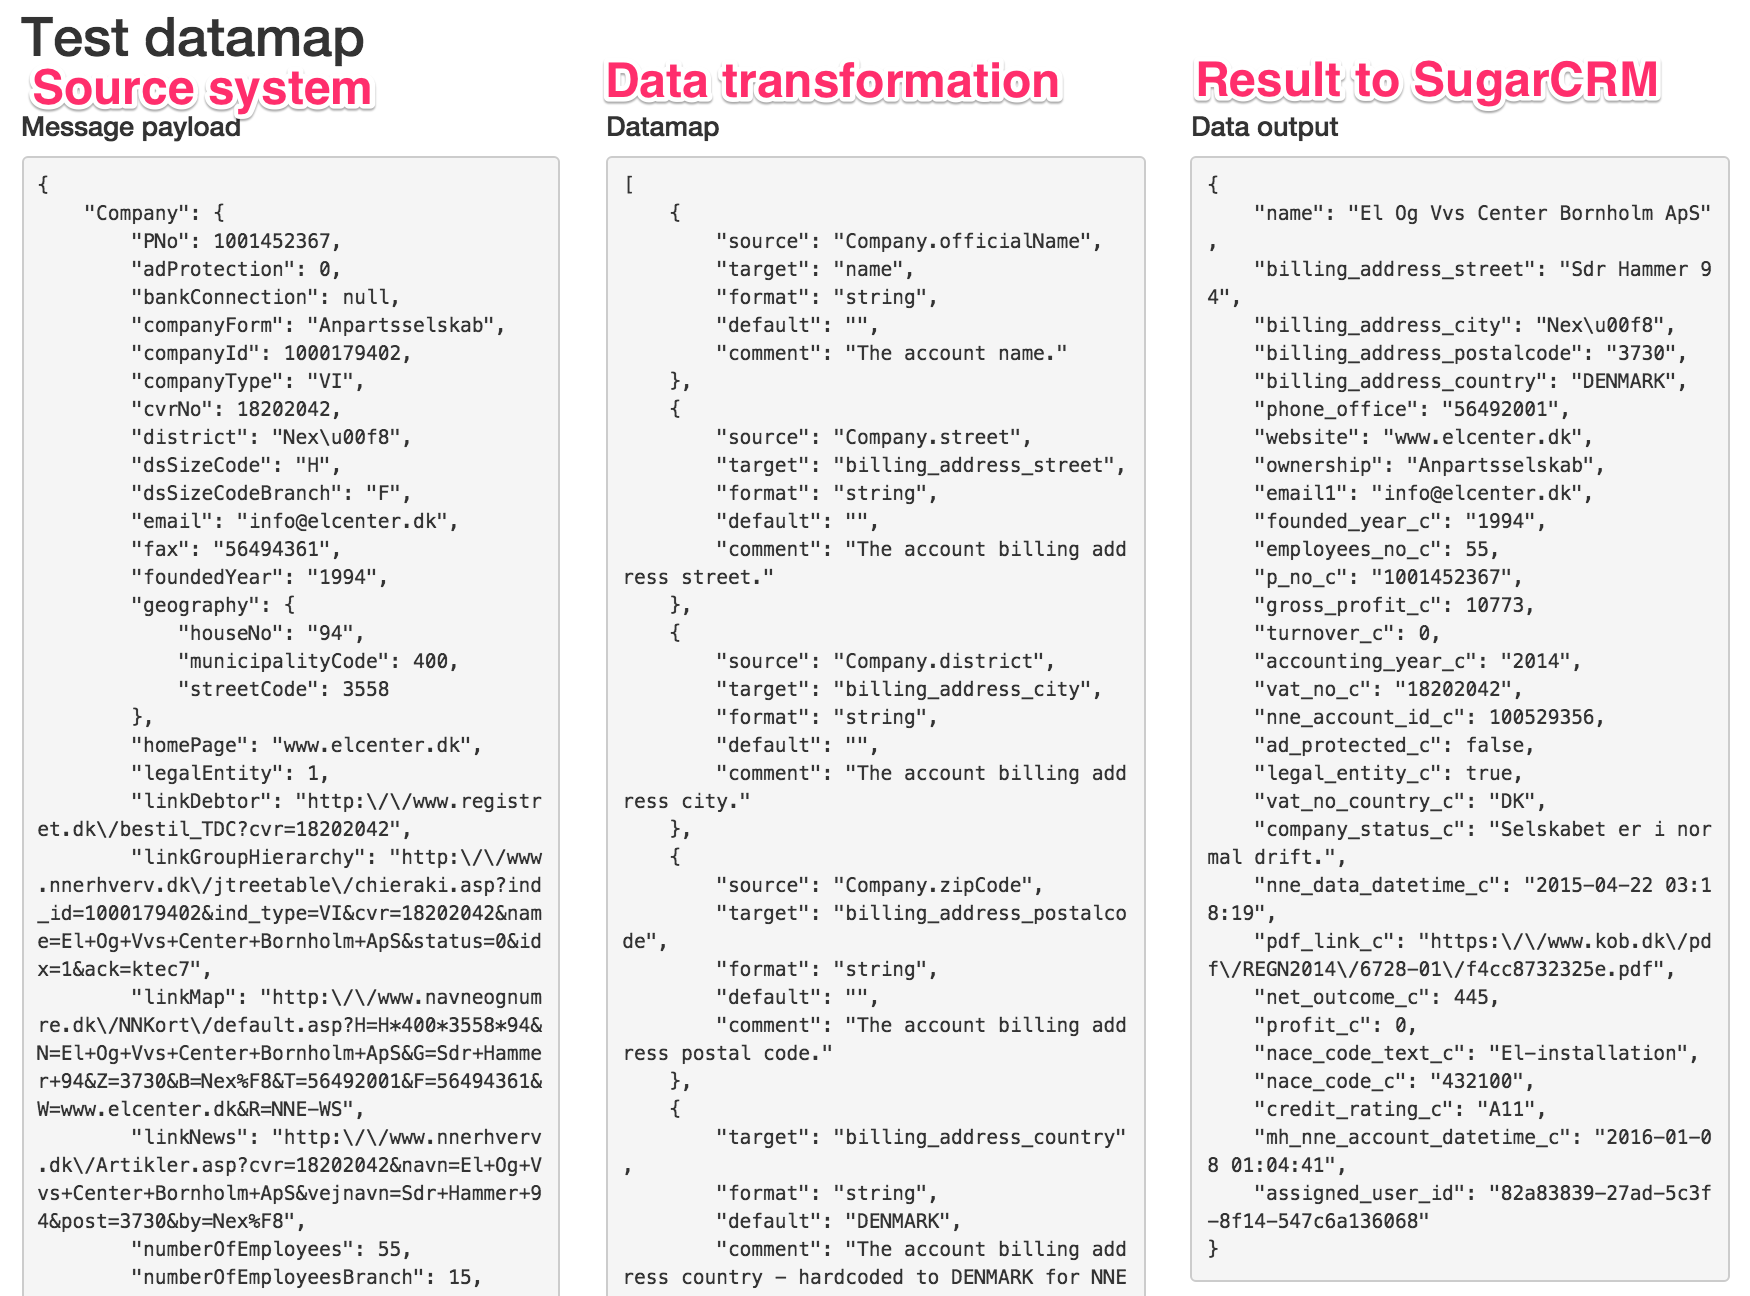 Test datamap
Source system
Message payload
{
"Company": {
"PNo": 1001452367,
"adProtection": 0,
"bankConnection": null,
"companyForm": "Anpartsselskab",
"companyId": 1000179402,
"companyType": "VI",
"cvrNo": 18202042,
"district": "Nex\u00f8",
"dsSizeCode": "H",
"dsSizeCodeBranch": "F",
"email": "info@elcenter.dk",
"fax": "56494361",
"foundedYear": "1994",
"geography": {
"houseNo": "94",
"municipalityCode": 400,
"streetCode": 3558
},
"homePage": "www.elcenter.dk",
"legalEntity": 1,
"linkDebtor": "http:\/\/www.registr
et.dk\/bestil_TDC?cvr=18202042",
"linkGroupHierarchy": "http:\/\/www
.nnerhverv.dk\/jtreetable\/chieraki.asp?ind
_id=1000179402&ind_type=VI&cvr=18202042&nam
e=El+Og+Vvs+Center+Bornholm+ApS&status=0&id
x=1&ack=ktec7",
"linkMap": "http:\/\/www.navneognum
re.dk\/NNKort\/default.asp?H=H*400*3558*94&
N=El+Og+Vvs+Center+Bornholm+ApS&G=Sdr+Hamme
r+94&Z=3730&B=Nex%F8&T=56492001&F=56494361&
W=www.elcenter.dk&R=NNE-WS",
"linkNews": "http:\/\/www.nnerhverv
.dk\/Artikler.asp?cvr=18202042&navn=El+Og+V
vs+Center+Bornholm+ApS&vejnavn=Sdr+Hammer+9
4&post=3730&by=Nex%F8",
"numberOfEmployees": 55,
"numberOfEmployeesBranch": 15,
Data transformation
Datamap
[
{
"source": "Company.officialName",
"target": "name",
"format": "string",
"default": "",
"comment": "The account name."
},
{
"source": "Company.street",
"target": "billing_address_street",
"format": "string",
"default": "",
"comment": "The account billing add
ress street."
},
{
"source": "Company.district",
"target": "billing_address_city",
"format": "string",
"default": "",
"comment": "The account billing add
ress city."
},
{
"source": "Company.zipCode",
"target": "billing_address_postalco
de",
"format": "string",
"default": "",
"comment": "The account billing add
ress postal code."
},
{
"target": "billing_address_country"
,
"format": "string",
"default": "DENMARK",
"comment": "The account billing add
ress country - hardcoded to DENMARK for NNE
Result to SugarCRM
Data output
{
"name": "El Og Vvs Center Bornholm ApS"
,
"billing_address_street": "Sdr Hammer 9
4",
"billing_address_city": "Nex\u00f8",
"billing_address_postalcode": "3730",
"billing_address_country": "DENMARK",
"phone_office": "56492001",
"website": "www.elcenter.dk",
"ownership": "Anpartsselskab",
"email1": "info@elcenter.dk",
"founded_year_c": "1994",
"employees_no_c": 55,
"p_no_c": "1001452367",
"gross_profit_c": 10773,
"turnover_c": 0,
"accounting_year_c": "2014",
"vat_no_c": "18202042",
"nne_account_id_c": 100529356,
"ad_protected_c": false,
"legal_entity_c": true,
"vat_no_country_c": "DK",
"company_status_c": "Selskabet er i nor
mal drift.",
"nne_data_datetime_c": "2015-04-22 03:1
8:19",
"pdf_link_c": "https:\/\/www.kob.dk\/pd
f\/REGN2014\/6728-01\/f4cc8732325e.pdf",
"net_outcome_c": 445,
"profit_c": 0,
"nace_code_text_c": "El-installation",
"nace_code_c": "432100",
"credit_rating_c": "A11",
"mh_nne_account_datetime_c": "2016-01-0
8 01:04:41",
"assigned_user_id": "82a83839-27ad-5c3f
-8f14-547c6a136068"
}